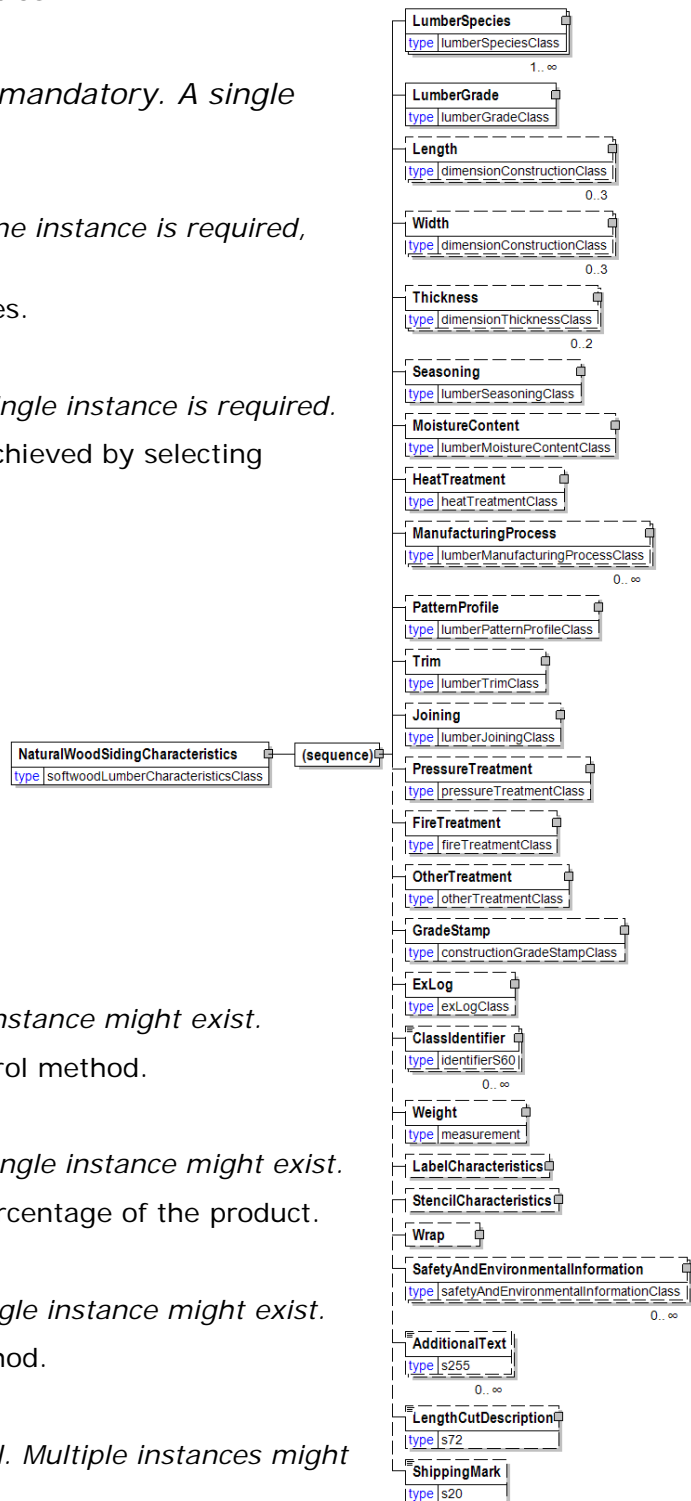 mandatory. A single
ne instance is required,
es.
ingle instance is required.
chieved by selecting
nstance might exist.
rol method.
ingle instance might exist.
rcentage of the product.
gle instance might exist.
nod.
l. Multiple instances might
NaturalWoodSidingCharacteristics
type softwoodLumberCharacteristicsClass
(sequence)
LumberSpecies
type lumberSpeciesClass
1..∞
LumberGrade
type lumberGradeClass
Length
type dimensionConstructionClass
0..3
Width
type dimensionConstructionClass
0..3
Thickness
type dimensionThicknessClass
0..2
Seasoning
type lumberSeasoningClass
MoistureContent
type lumberMoistureContentClass
HeatTreatment
type heatTreatmentClass
ManufacturingProcess
type lumberManufacturingProcessClass
0..∞
PatternProfile
type lumberPatternProfileClass
Trim
type lumberTrimClass
Joining
type lumberJoiningClass
PressureTreatment
type pressureTreatmentClass
FireTreatment
type fireTreatmentClass
OtherTreatment
type otherTreatmentClass
GradeStamp
type constructionGradeStampClass
ExLog
type exLogClass
ClassIdentifier
type identifierS60
0..∞
Weight
type measurement
LabelCharacteristics
StencilCharacteristics
Wrap
SafetyAndEnvironmentalInformation
type safetyAndEnvironmentalInformationClass
0..∞
AdditionalText
type s255
0..∞
LengthCutDescription
type s72
ShippingMark
type s20